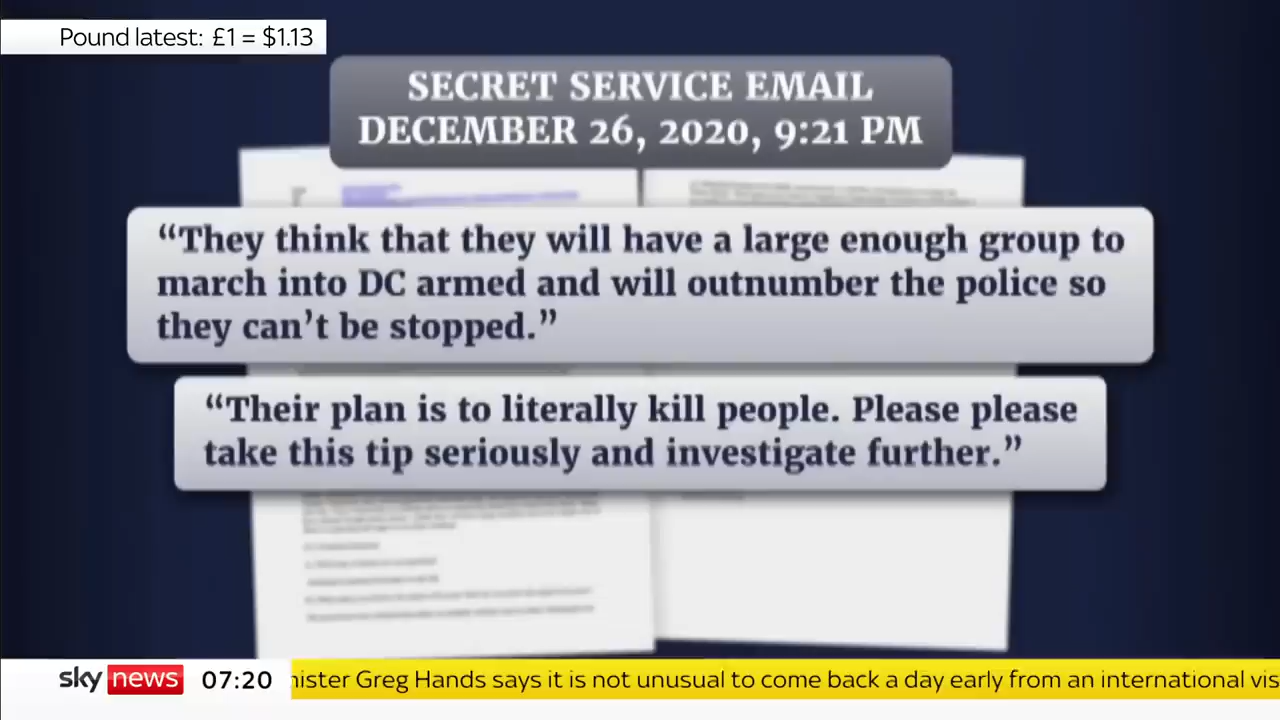 Pound latest: £1 = $1.13
SECRET SERVICE EMAIL
DECEMBER 26, 2020, 9:21 PM
“They think that they will have a large enough group to
march into DC armed and will outnumber the police so
they can’t be stopped.”
“Their plan is to literally kill people. Please please
take this tip seriously and investigate further.”
sky news 07:20 nister Greg Hands says it is not unusual to come back a day early from an international vis